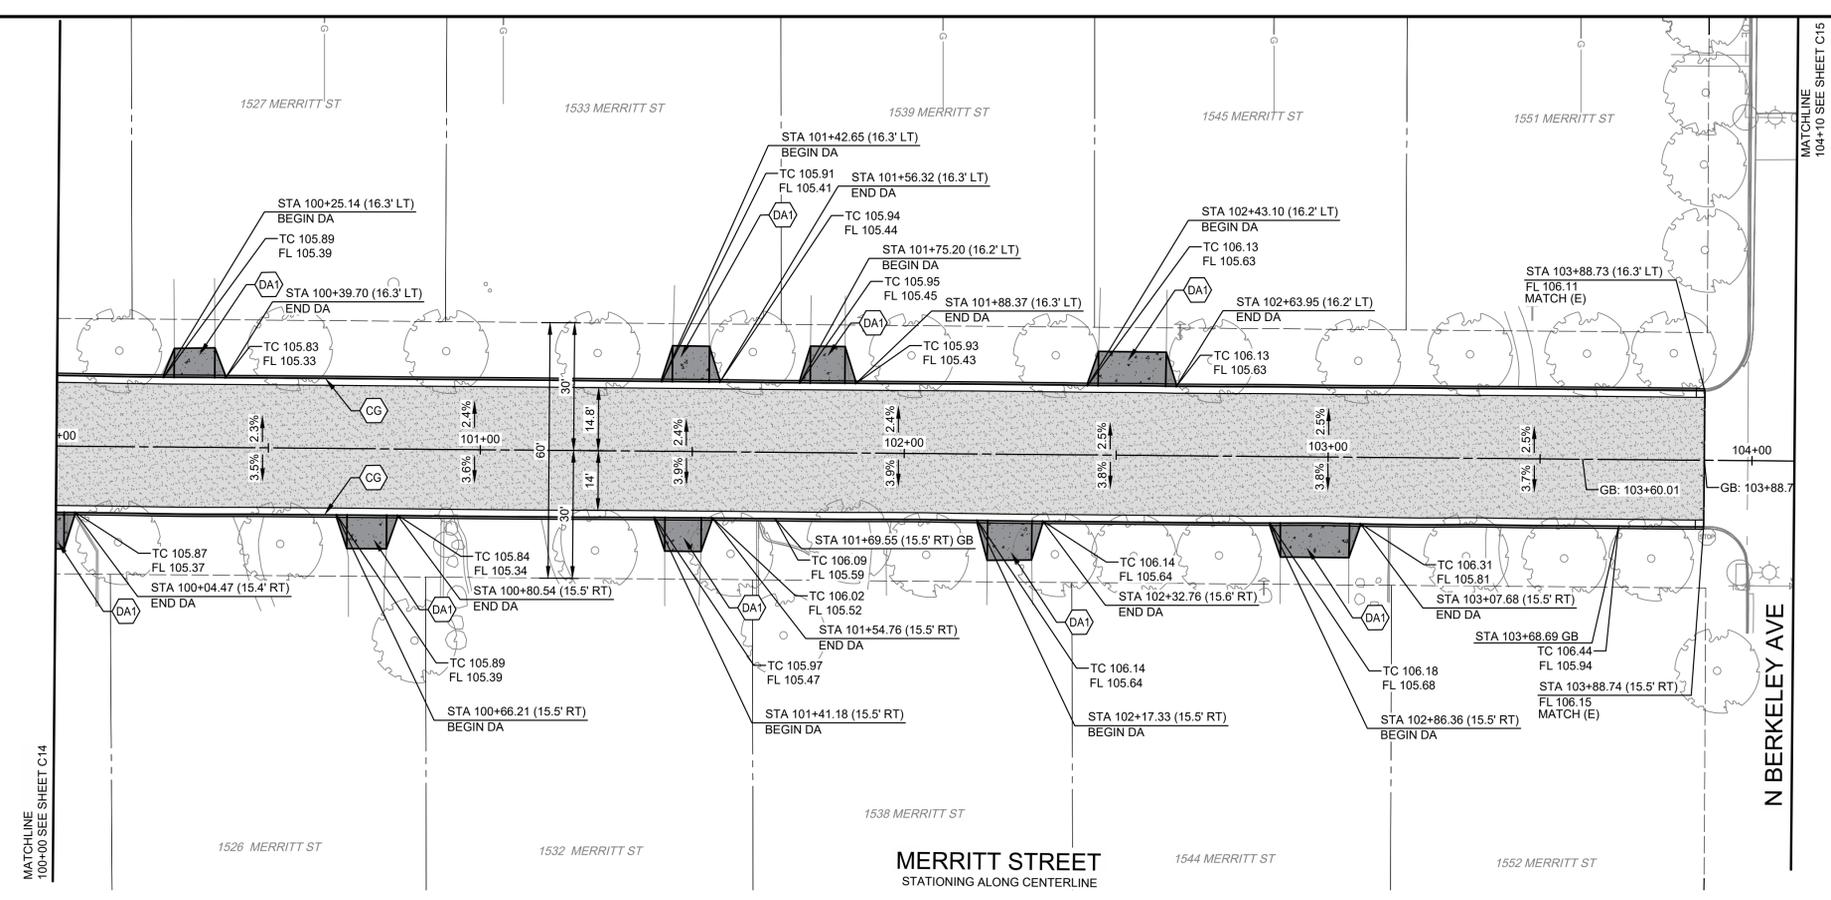 G
G
G
G
G
MATCHLINE
104+10 SEE SHEET C15
1527 MERRITT ST
1533 MERRITT ST
1539 MERRITT ST
1545 MERRITT ST
1551 MERRITT ST
STA 101+42.65 (16.3' LT)
BEGIN DA
TC 105.91
FL 105.41
STA 101+56.32 (16.3' LT)
END DA
DA1
TC 105.94
FL 105.44
STA 100+25.14 (16.3' LT)
BEGIN DA
TC 105.89
FL 105.39
DA1
STA 100+39.70 (16.3' LT)
END DA
TC 105.83
FL 105.33
STA 101+75.20 (16.2' LT)
BEGIN DA
TC 105.95
FL 105.45
DA1
STA 101+88.37 (16.3' LT)
END DA
TC 105.93
FL 105.43
STA 102+43.10 (16.2' LT)
BEGIN DA
TC 106.13
FL 105.63
DA1
STA 102+63.95 (16.2' LT)
END DA
TC 106.13
FL 105.63
STA 103+88.73 (16.3' LT)
FL 106.11
MATCH (E)
CG
CG
+00
2.3%
3.5%
2.4%
101+00
3.6%
60'
30'
30'
14.8'
14'
2.4%
3.9%
2.4%
102+00
3.9%
2.5%
3.8%
2.5%
103+00
3.8%
2.5%
3.7%
104+00
GB: 103+60.01
GB: 103+88.7
STOP
TC 105.87
FL 105.37
STA 100+04.47 (15.4' RT)
END DA
DA1
TC 105.84
FL 105.34
STA 100+80.54 (15.5' RT)
END DA
DA1
TC 105.89
FL 105.39
STA 100+66.21 (15.5' RT)
BEGIN DA
STA 101+69.55 (15.5' RT) GB
TC 106.09
FL 105.59
TC 106.02
FL 105.52
DA1
STA 101+54.76 (15.5' RT)
END DA
TC 105.97
FL 105.47
STA 101+41.18 (15.5' RT)
BEGIN DA
TC 106.14
FL 105.64
STA 102+32.76 (15.6' RT)
END DA
DA1
TC 106.14
FL 105.64
STA 102+17.33 (15.5' RT)
BEGIN DA
TC 106.31
FL 105.81
STA 103+07.68 (15.5' RT)
END DA
DA1
TC 106.18
FL 105.68
STA 102+86.36 (15.5' RT)
BEGIN DA
STA 103+68.69 GB
TC 106.44
FL 105.94
STA 103+88.74 (15.5' RT)
FL 106.15
MATCH (E)
N BERKELEY AVE
MATCHLINE
100+00 SEE SHEET C14
1526 MERRITT ST
1532 MERRITT ST
1538 MERRITT ST
1544 MERRITT ST
1552 MERRITT ST
MERRITT STREET
STATIONING ALONG CENTERLINE